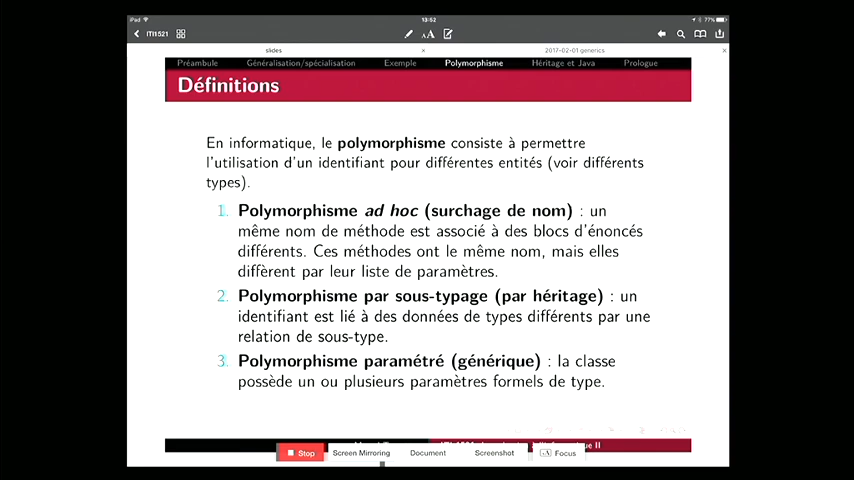 iPad
13:52
77%
ITI1521
AA
slides
2017-02-01 generics
Préambule Généralisation/spécialisation Exemple Polymorphisme Héritage et Java Prologue
Définitions
En informatique, le polymorphisme consiste à permettre
l'utilisation d'un identifiant pour différentes entités (voir différents
types).
1. Polymorphisme ad hoc (surchage de nom) : un
même nom de méthode est associé à des blocs d'énoncés
différents. Ces méthodes ont le même nom, mais elles
diffèrent par leur liste de paramètres.
2. Polymorphisme par sous-typage (par héritage) : un
identifiant est lié à des données de types différents par une
relation de sous-type.
3. Polymorphisme paramétré (générique) : la classe
possède un ou plusieurs paramètres formels de type.
II
Stop Screen Mirroring Document Screenshot Focus